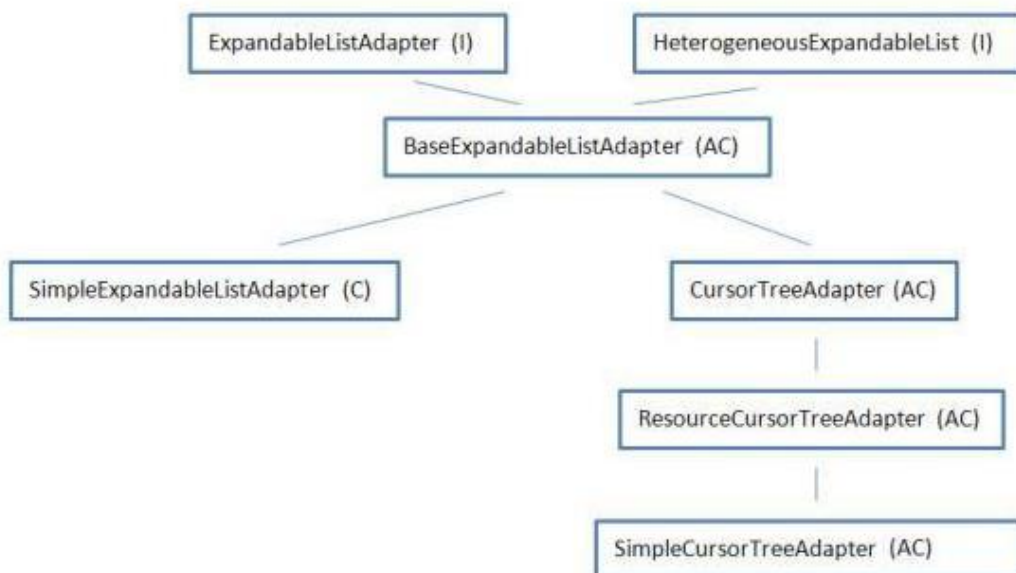 ExpandableListAdapter (I)
HeterogeneousExpandableList (I)
BaseExpandableListAdapter (AC)
SimpleExpandableListAdapter (C)
CursorTreeAdapter (AC)
ResourceCursorTreeAdapter (AC)
SimpleCursorTreeAdapter (AC)